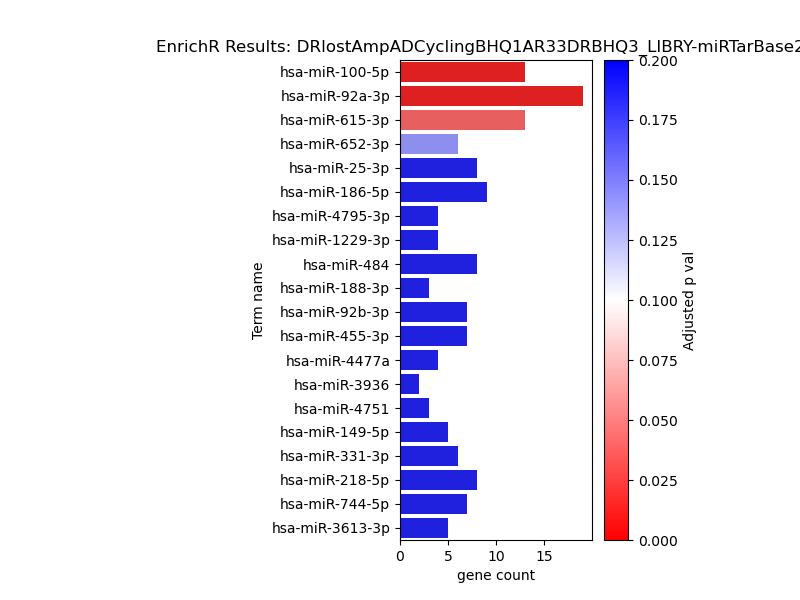 EnrichR Results: DRlostAmpADCyclingBHQ1AR33DRBHQ3_LIBRY-miRTarBase2
hsa-miR-100-5p
hsa-miR-92a-3p
hsa-miR-615-3p
hsa-miR-652-3p
hsa-miR-25-3p
hsa-miR-186-5p
hsa-miR-4795-3p
hsa-miR-1229-3p
hsa-miR-484
hsa-miR-188-3p
hsa-miR-92b-3p
hsa-miR-455-3p
hsa-miR-4477a
hsa-miR-3936
hsa-miR-4751
hsa-miR-149-5p
hsa-miR-331-3p
hsa-miR-218-5p
hsa-miR-744-5p
hsa-miR-3613-3p
Term name
0 5 10 15
gene count
0.200
0.175
0.150
0.125
0.100
0.075
0.050
0.025
0.000
Adjusted p val